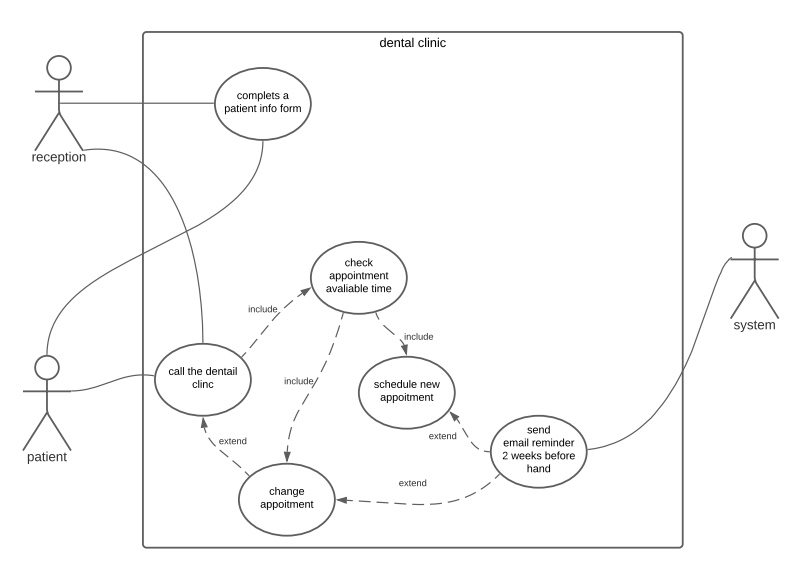 dental clinic
complets a
patient info form
reception
check
appointment
avaliable time
include
include
system
call the dentail
clinc
include
schedule new
appoitment
patient
extend
extend
send
email reminder
2 weeks before
hand
extend
change
appoitment